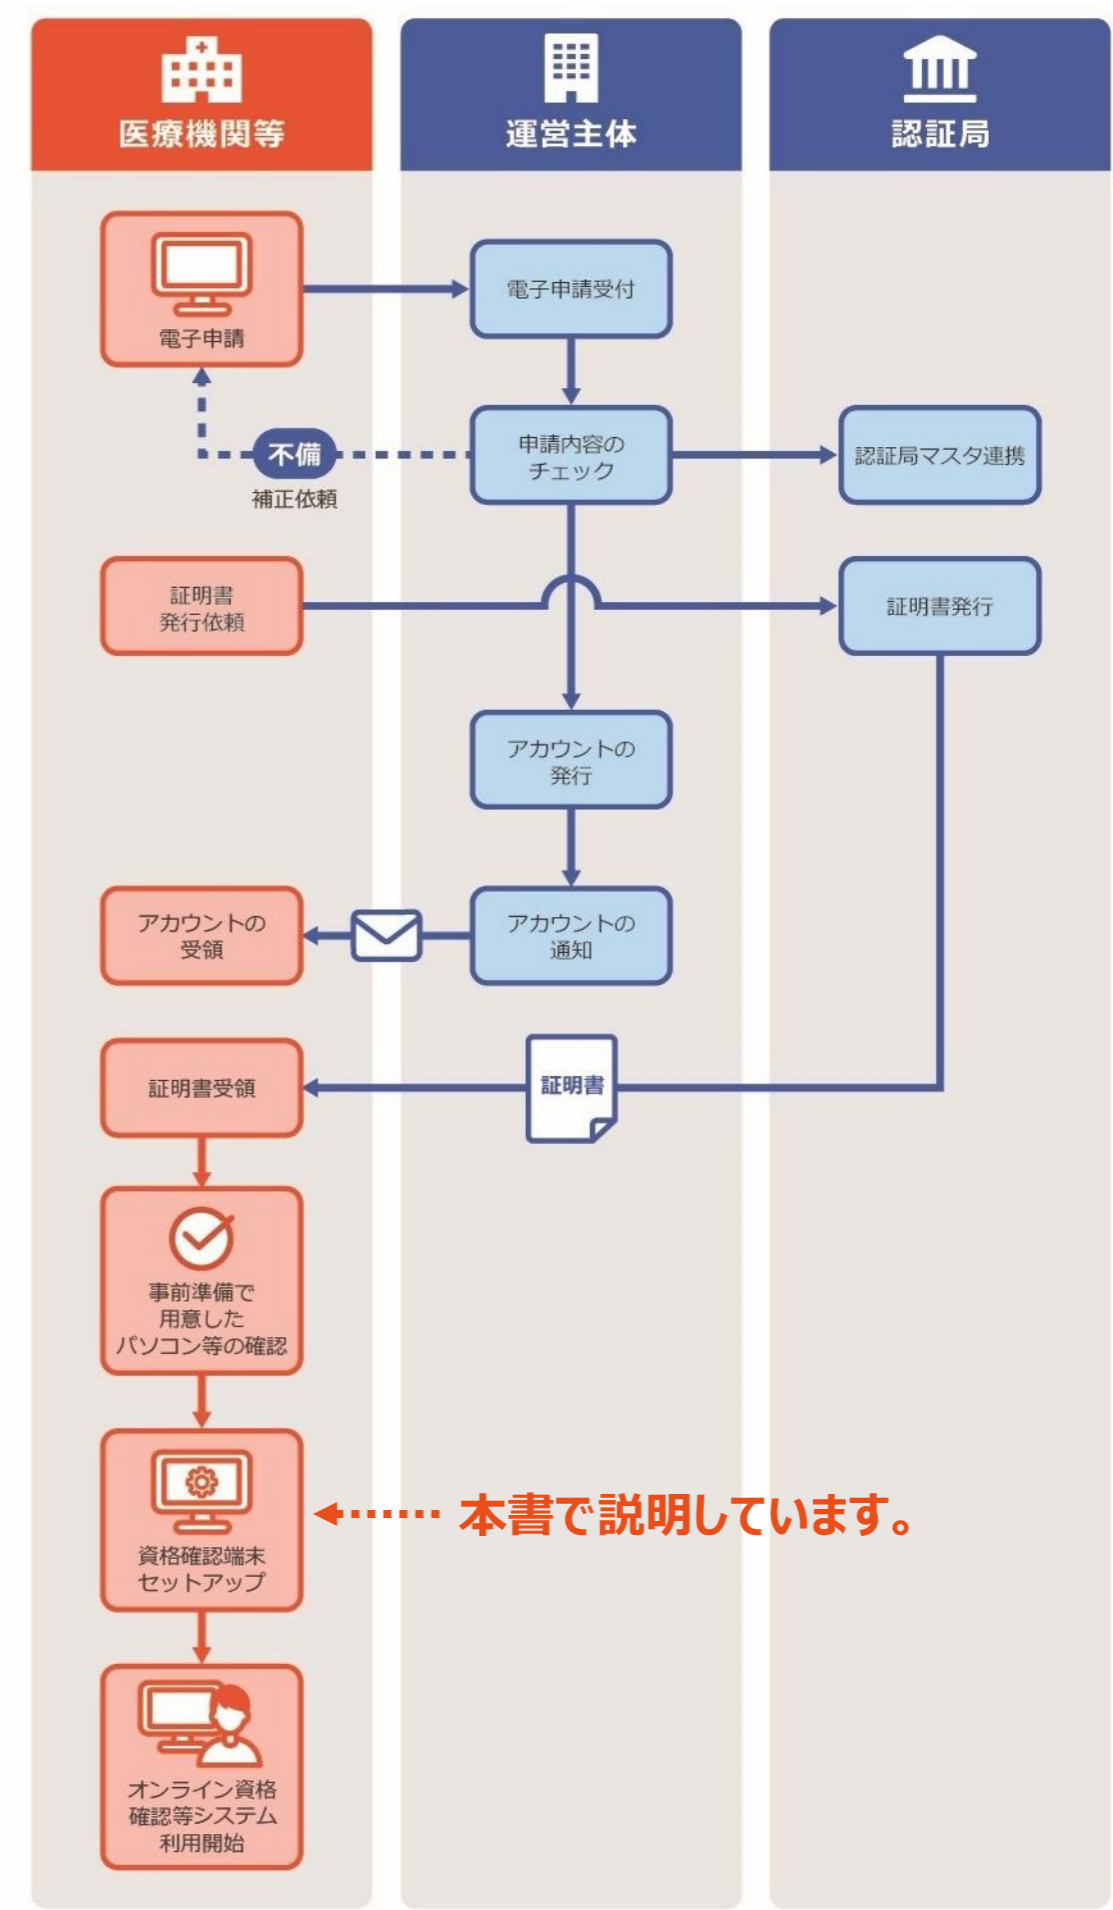 医療機関等
運営主体
認証局
電子申請
電子申請受付
不備
補正依頼
申請内容の
チェック
認証局マスタ連携
証明書
発行依頼
証明書発行
アカウントの
発行
アカウントの
受領
アカウントの
通知
証明書受領
証明書
事前準備で
用意した
パソコン等の確認
資格確認端末
セットアップ
本書で説明しています。
オンライン資格
確認等システム
利用開始